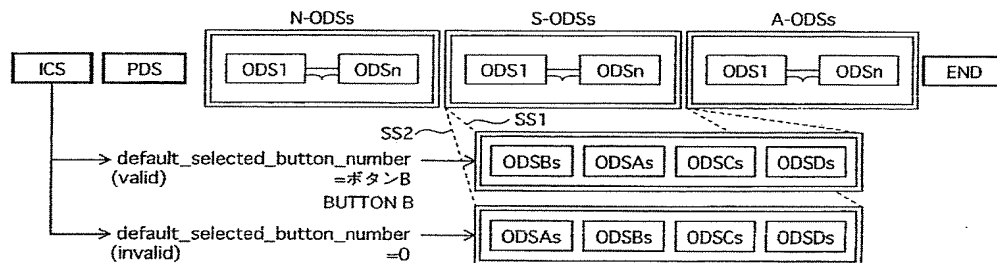 N-ODSs S-ODSs A-ODSs
ICS PDS ODS1 ODSn ODS1 ODSn ODS1 ODSn END
SS2 SS1
default_selected_button_number
(valid) =ボタンB
BUTTON B
ODSBs ODSAs ODSCs ODSDs
default_selected_button_number
(invalid) =0
ODSAs ODSBs ODSCs ODSDs